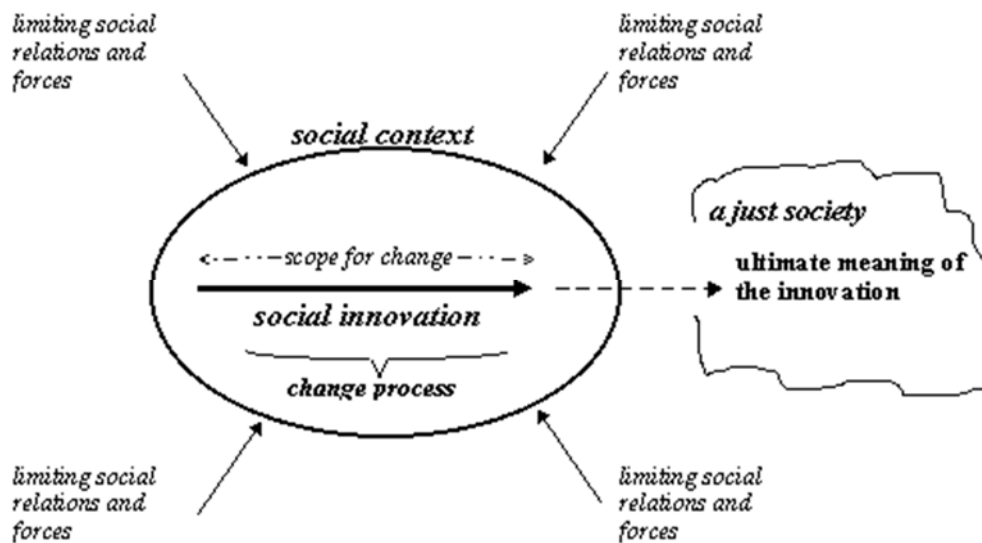 limiting social
relations and
forces
limiting social
relations and
forces
social context
a just society
scope for change
ultimate meaning of
the innovation
social innovation
change process
limiting social
relations and
forces
limiting social
relations and
forces